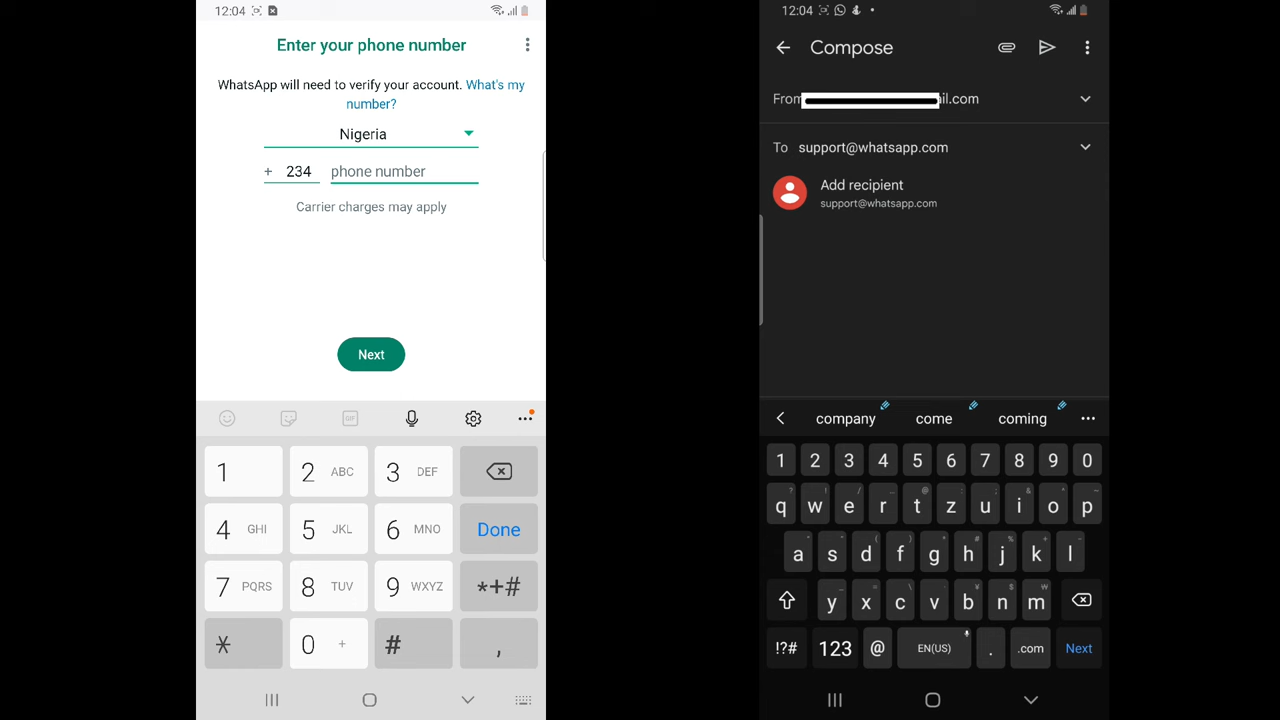 12:04
Enter your phone number
WhatsApp will need to verify your account. What's my
number?
Nigeria
+ 234 phone number
Carrier charges may apply
Next
GIF
1 2 ABC 3 DEF
4 GHI 5 JKL 6 MNO Done
7 PQRS 8 TUV 9 WXYZ *+#
* 0 + # ,
12:04
Compose
From il.com
To support@whatsapp.com
Add recipient
support@whatsapp.com
company come coming
1 2 3 4 5 6 7 8 9 0
q w e r t z u i o p
a s d f g h j k l
y x c v b n m
!?# 123 @ EN(US) . .com Next